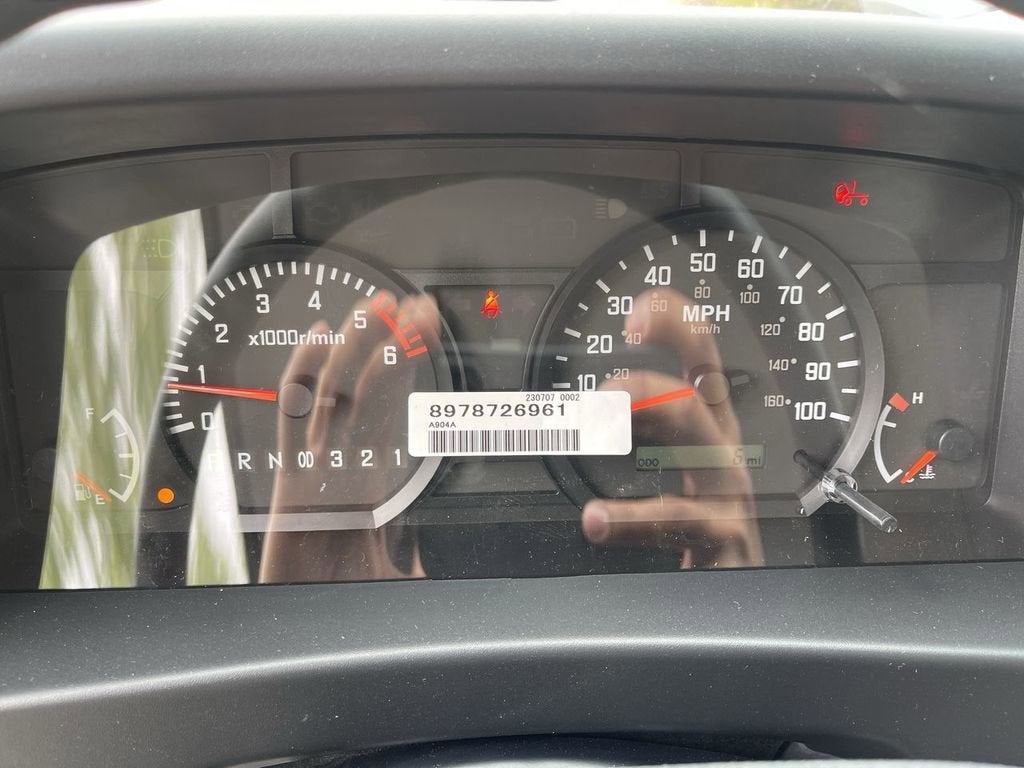 50
40 60
60 80 100
3 4 30 MPH 70
km/h
2 5 x1000r/min 20 40 120 80
6 140 90
1 10 20
230707 0002
8978726961
H
0 A904A 160 100
F
P R N OD 3 2 1 ODO 6 mi
E C